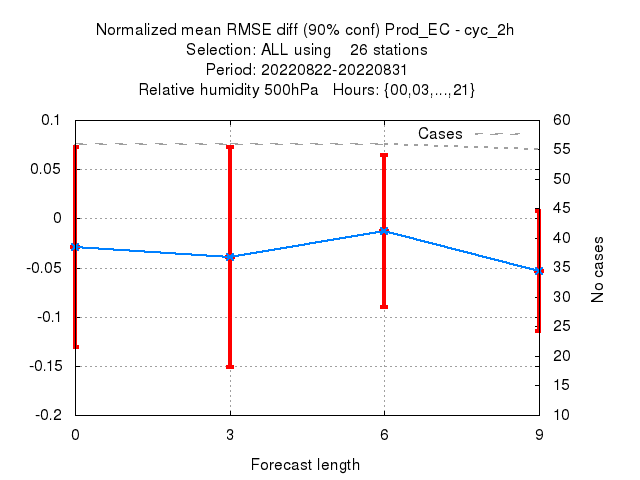 Normalized mean RMSE diff (90% conf) Prod_EC - cyc_2h
Selection: ALL using    26 stations
Period: 20220822-20220831
Relative humidity 500hPa   Hours: {00,03,...,21}
Cases
0.1
0.05
0
-0.05
-0.1
-0.15
-0.2
60
55
50
45
40
35
30
25
20
15
10
No cases
0 3 6 9
Forecast length